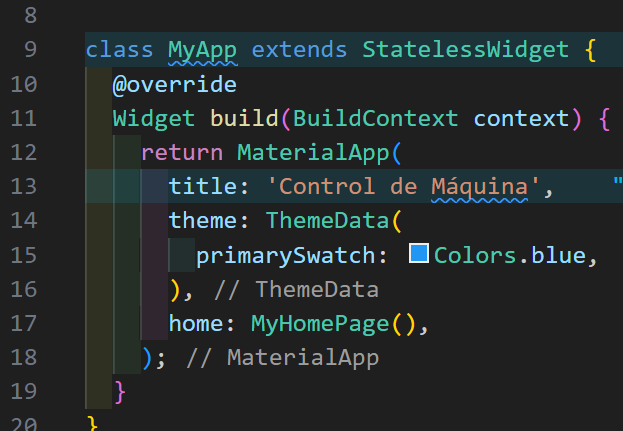 8
9 class MyApp extends StatelessWidget {
10 @override
11 Widget build(BuildContext context) {
12 return MaterialApp(
13 title: 'Control de Máquina', "
14 theme: ThemeData(
15 primarySwatch: Colors.blue,
16 ), // ThemeData
17 home: MyHomePage(),
18 ); // MaterialApp
19 }
20 }